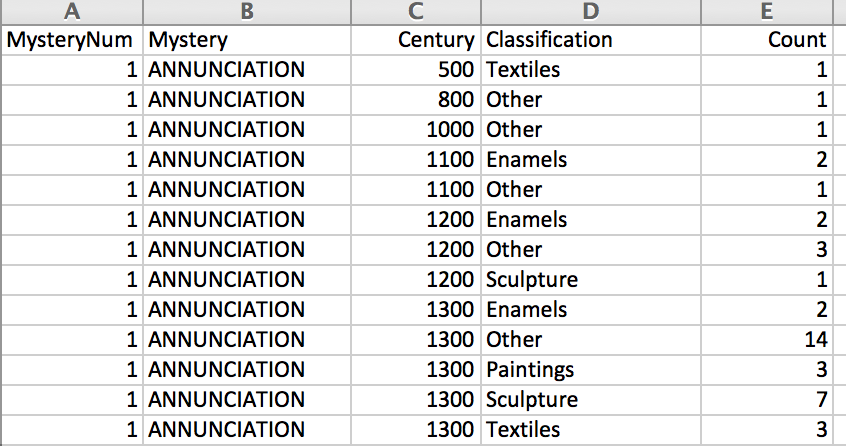 A B C D E
MysteryNum Mystery Century Classification Count
1 ANNUNCIATION 500 Textiles 1
1 ANNUNCIATION 800 Other 1
1 ANNUNCIATION 1000 Other 1
1 ANNUNCIATION 1100 Enamels 2
1 ANNUNCIATION 1100 Other 1
1 ANNUNCIATION 1200 Enamels 2
1 ANNUNCIATION 1200 Other 3
1 ANNUNCIATION 1200 Sculpture 1
1 ANNUNCIATION 1300 Enamels 2
1 ANNUNCIATION 1300 Other 14
1 ANNUNCIATION 1300 Paintings 3
1 ANNUNCIATION 1300 Sculpture 7
1 ANNUNCIATION 1300 Textiles 3